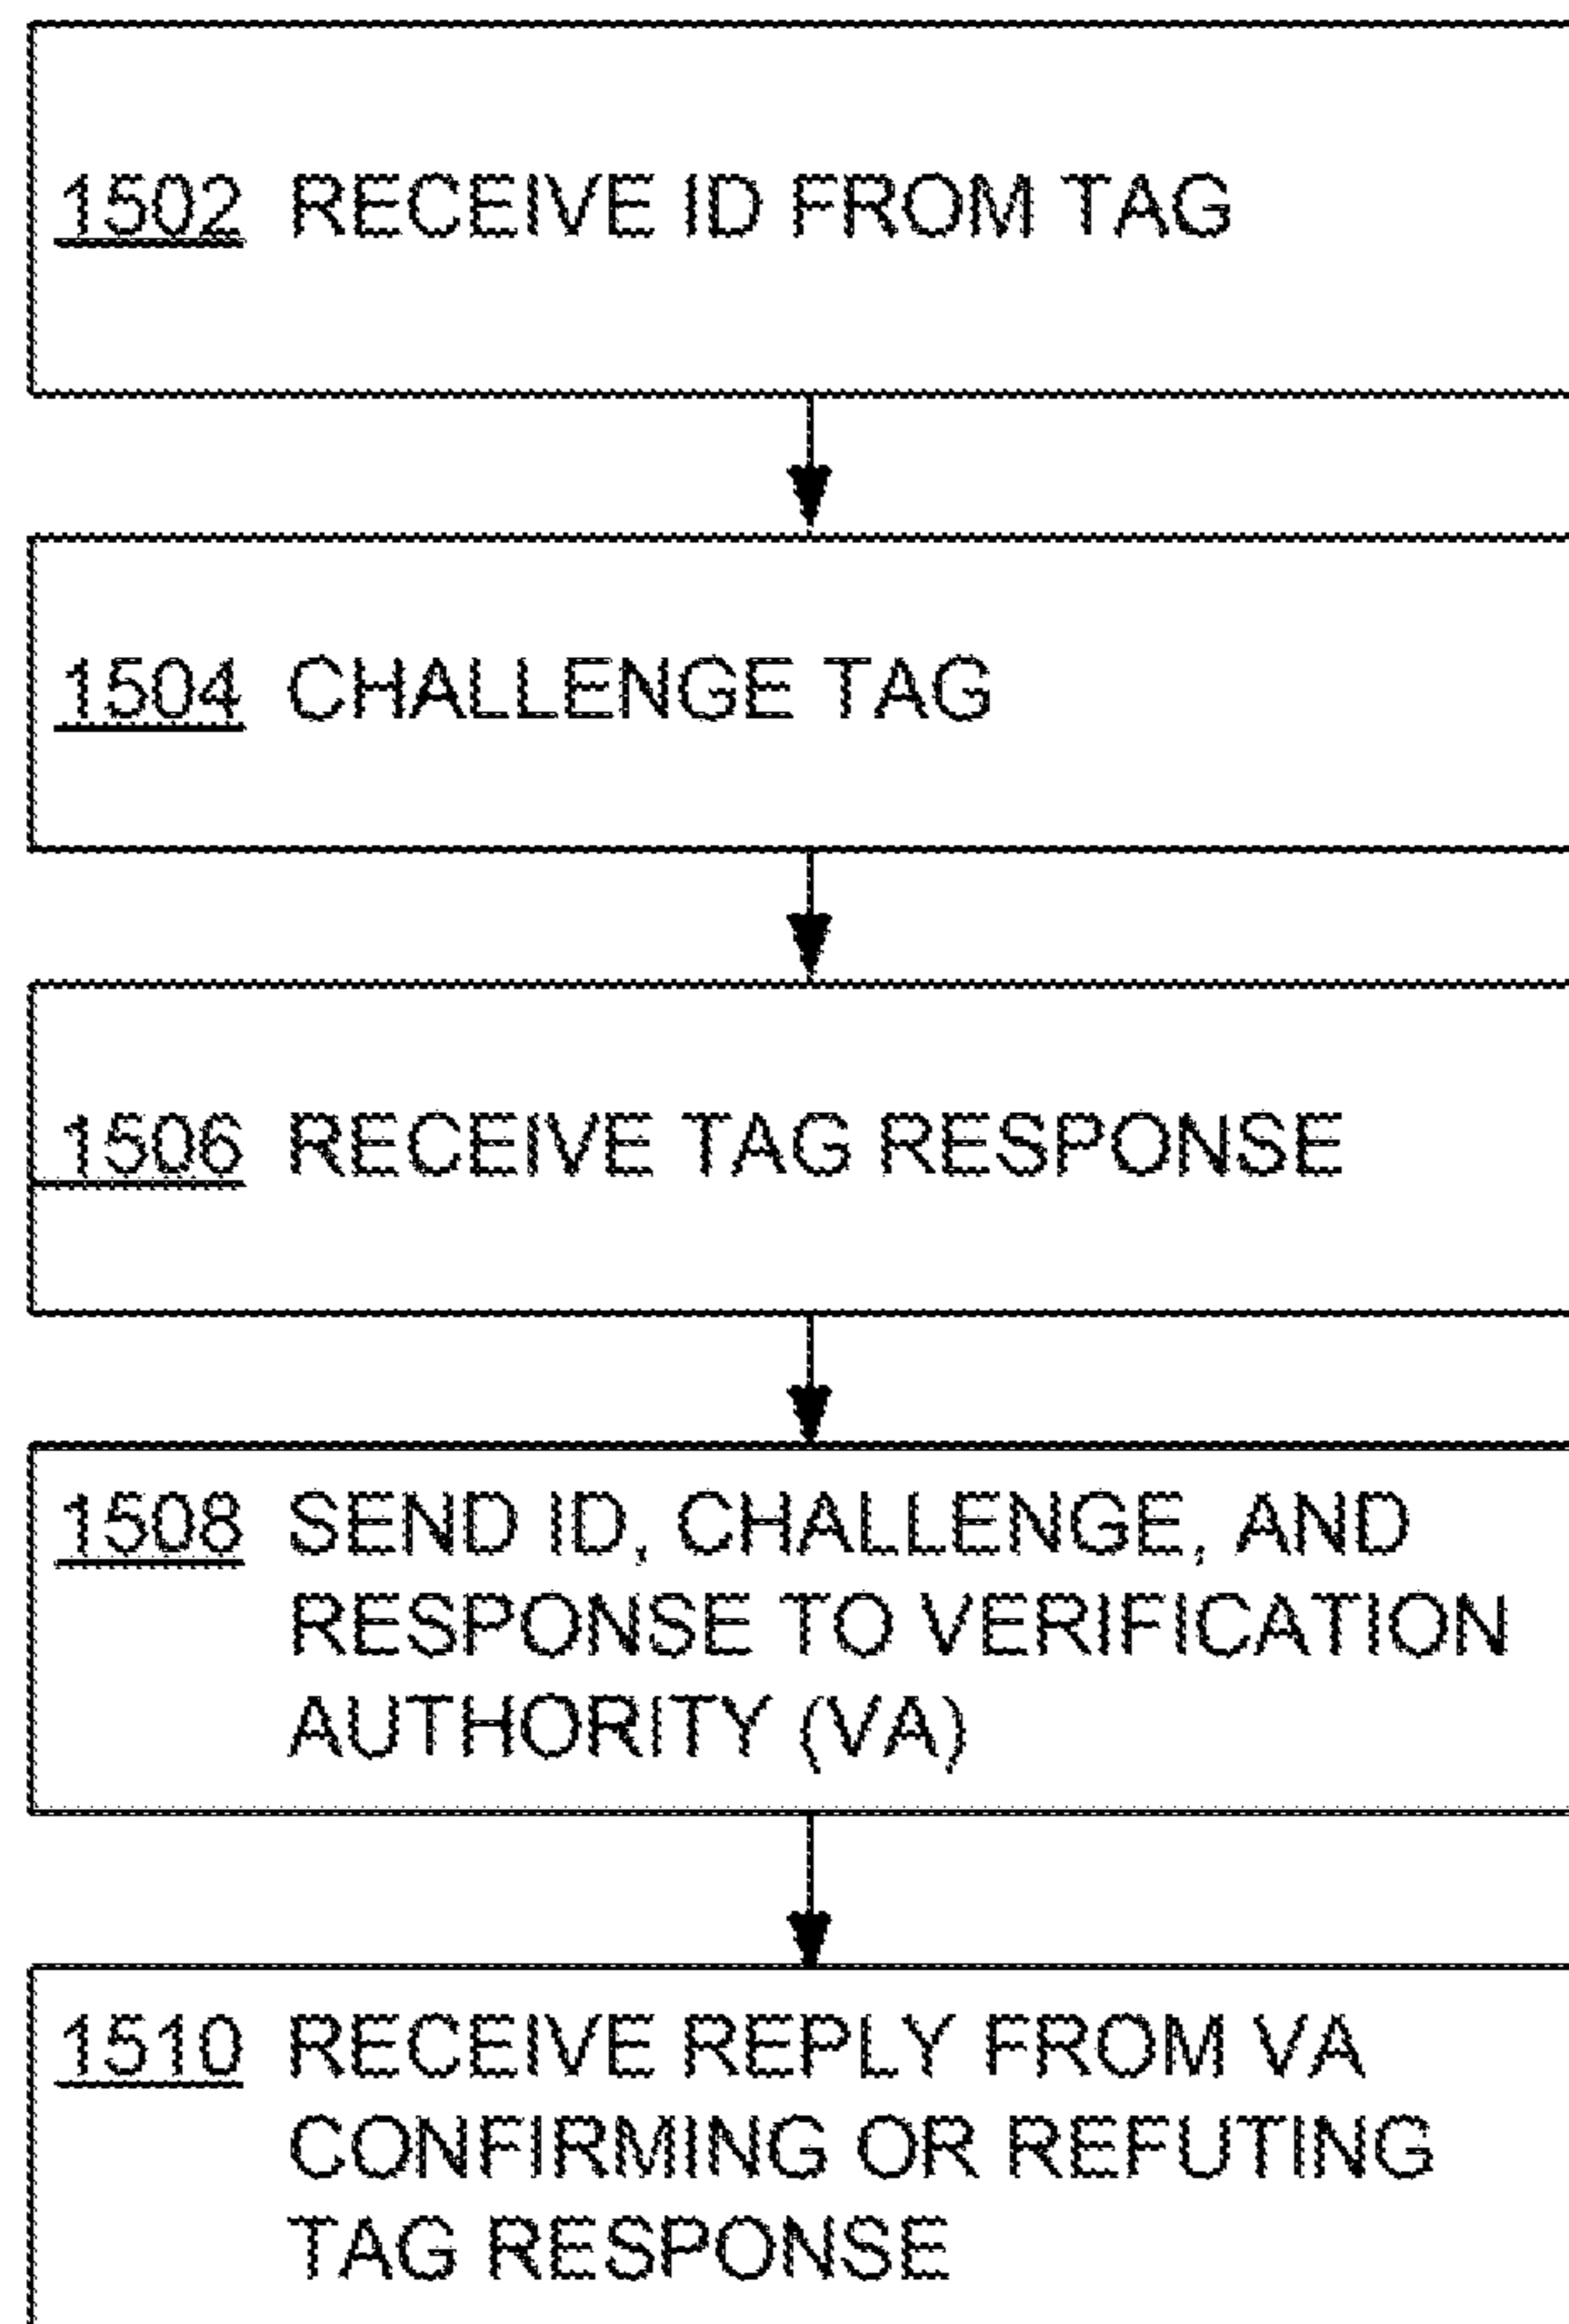 1502 RECEIVE ID FROM TAG
1504 CHALLENGE TAG
1506 RECEIVE TAG RESPONSE
1508 SEND ID, CHALLENGE, AND
RESPONSE TO VERIFICATION
AUTHORITY (VA)
1510 RECEIVE REPLY FROM VA
CONFIRMING OR REFUTING
TAG RESPONSE